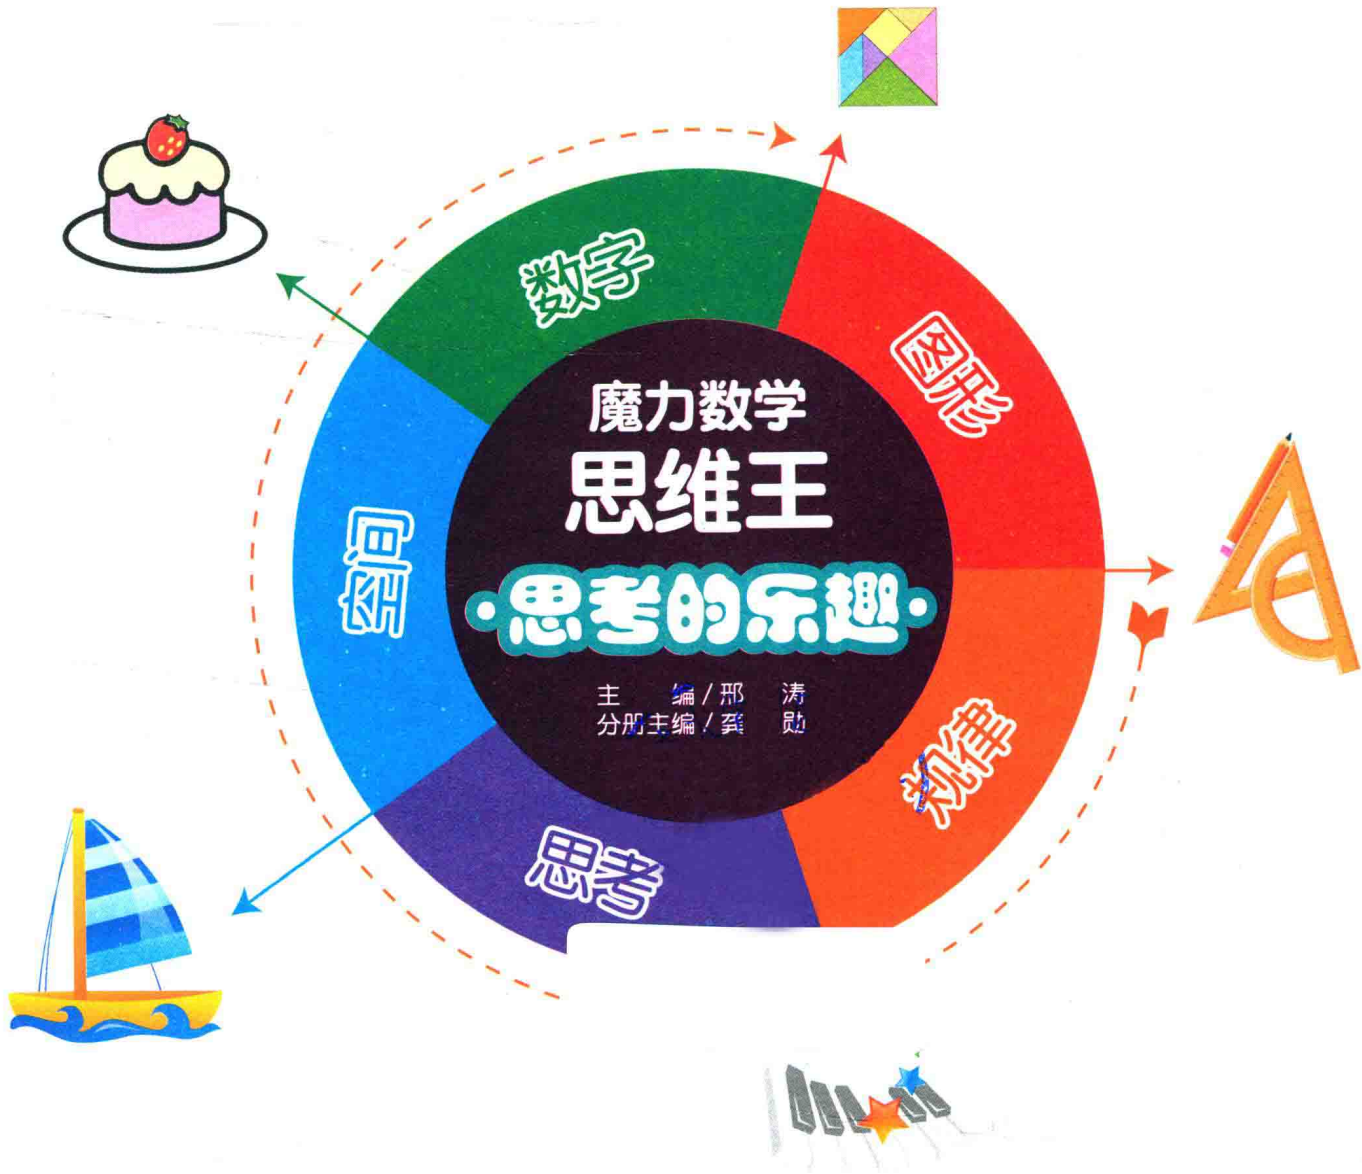 数字
图形
空间
魔力数学
思维王
·思考的乐趣·
主 编/邢 涛
分册主编/龚 勋
规律
思考